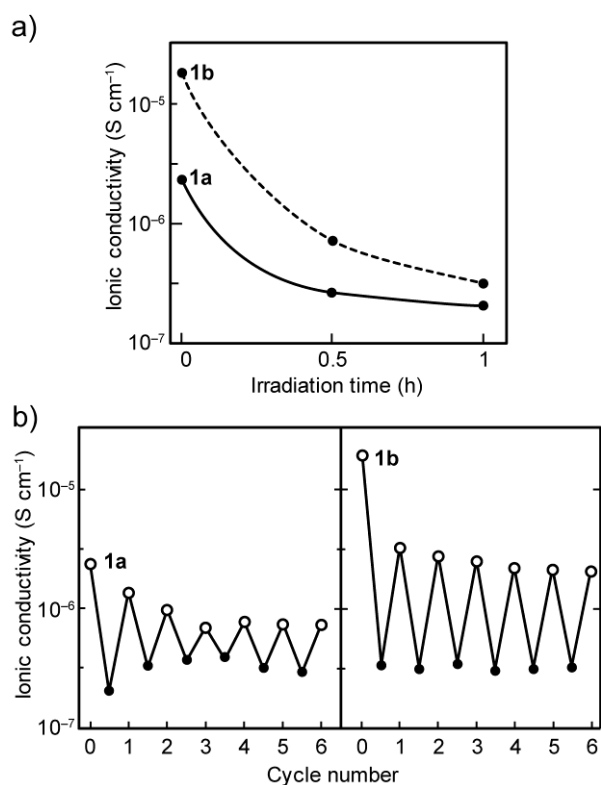 a)
Ionic conductivity (S cm⁻¹)
10⁻⁵
10⁻⁶
10⁻⁷
1b
1a
0 0.5 1
Irradiation time (h)
b)
Ionic conductivity (S cm⁻¹)
10⁻⁵
10⁻⁶
10⁻⁷
1a
1b
0 1 2 3 4 5 6 0 1 2 3 4 5 6
Cycle number